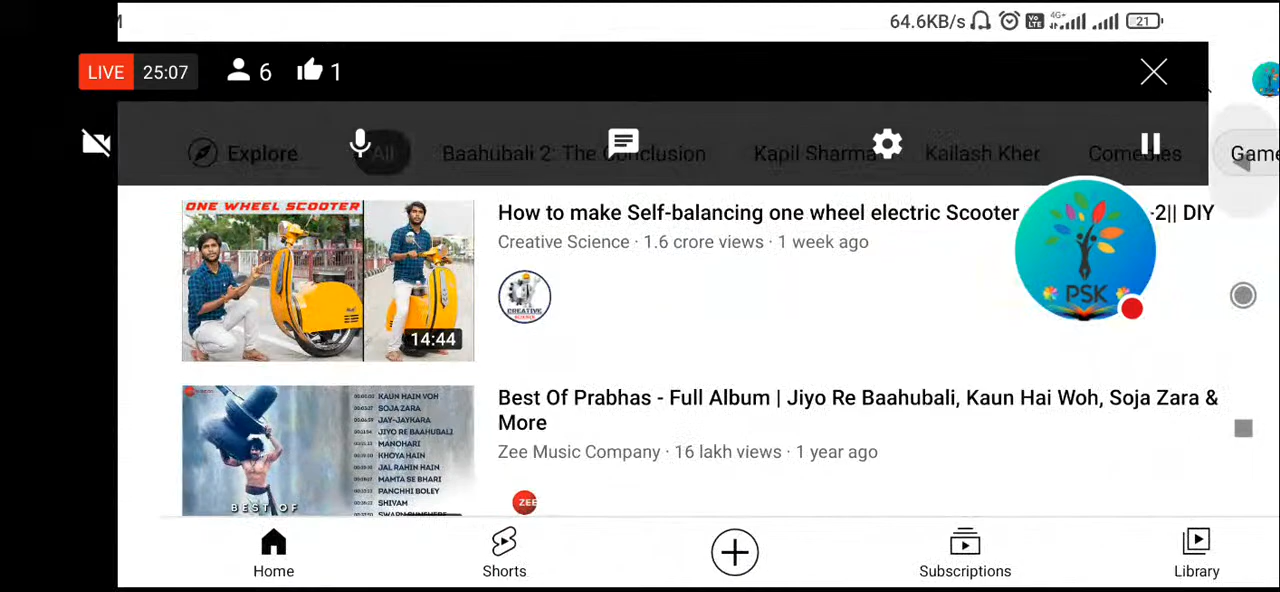 M
64.6KB/s
Vo LTE
4G+
21
LIVE 25:07 6 1
Explore All Baahubali 2: The Conclusion Kapil Sharma Kailash Kher Comedies Game
ONE WHEEL SCOOTER
14:44
How to make Self-balancing one wheel electric Scooter -2|| DIY
Creative Science · 1.6 crore views · 1 week ago
CREATIVE
SCIENCE
PSK
KAUN HAIN VOH
SOJA ZARA
JAY-JAYKARA
JIYO RE BAAHUBALI
MANOHARI
KHOYA HAIN
JAL RAHIN HAIN
MAMTA SE BHARI
PANCHHI BOLEY
SHIVAM
BEST OF
Best Of Prabhas - Full Album | Jiyo Re Baahubali, Kaun Hai Woh, Soja Zara &
More
Zee Music Company · 16 lakh views · 1 year ago
ZEE
Home
Shorts
Subscriptions
Library